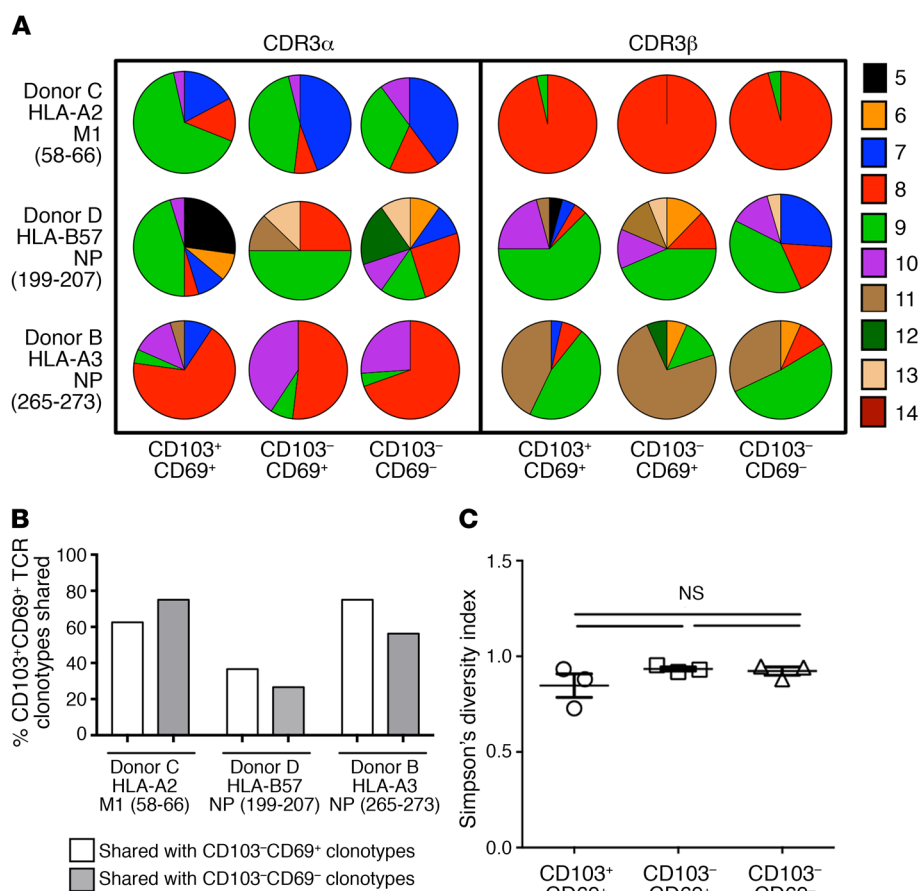 A
CDR3α
CDR3β
Donor C
HLA-A2
M1
(58-66)
Donor D
HLA-B57
NP
(199-207)
Donor B
HLA-A3
NP
(265-273)
5
6
7
8
9
10
11
12
13
14
CD103⁺
CD69⁺
CD103⁻
CD69⁺
CD103⁻
CD69⁻
CD103⁺
CD69⁺
CD103⁻
CD69⁺
CD103⁻
CD69⁻
B
% CD103⁺CD69⁺ TCR
clonotypes shared
100
80
60
40
20
0
Donor C
HLA-A2
M1 (58-66)
Donor D
HLA-B57
NP (199-207)
Donor B
HLA-A3
NP (265-273)
Shared with CD103⁻CD69⁺ clonotypes
Shared with CD103⁻CD69⁻ clonotypes
C
Simpson's diversity index
1.5
1.0
0.5
0.0
NS
CD103⁺
CD103⁻
CD103⁻